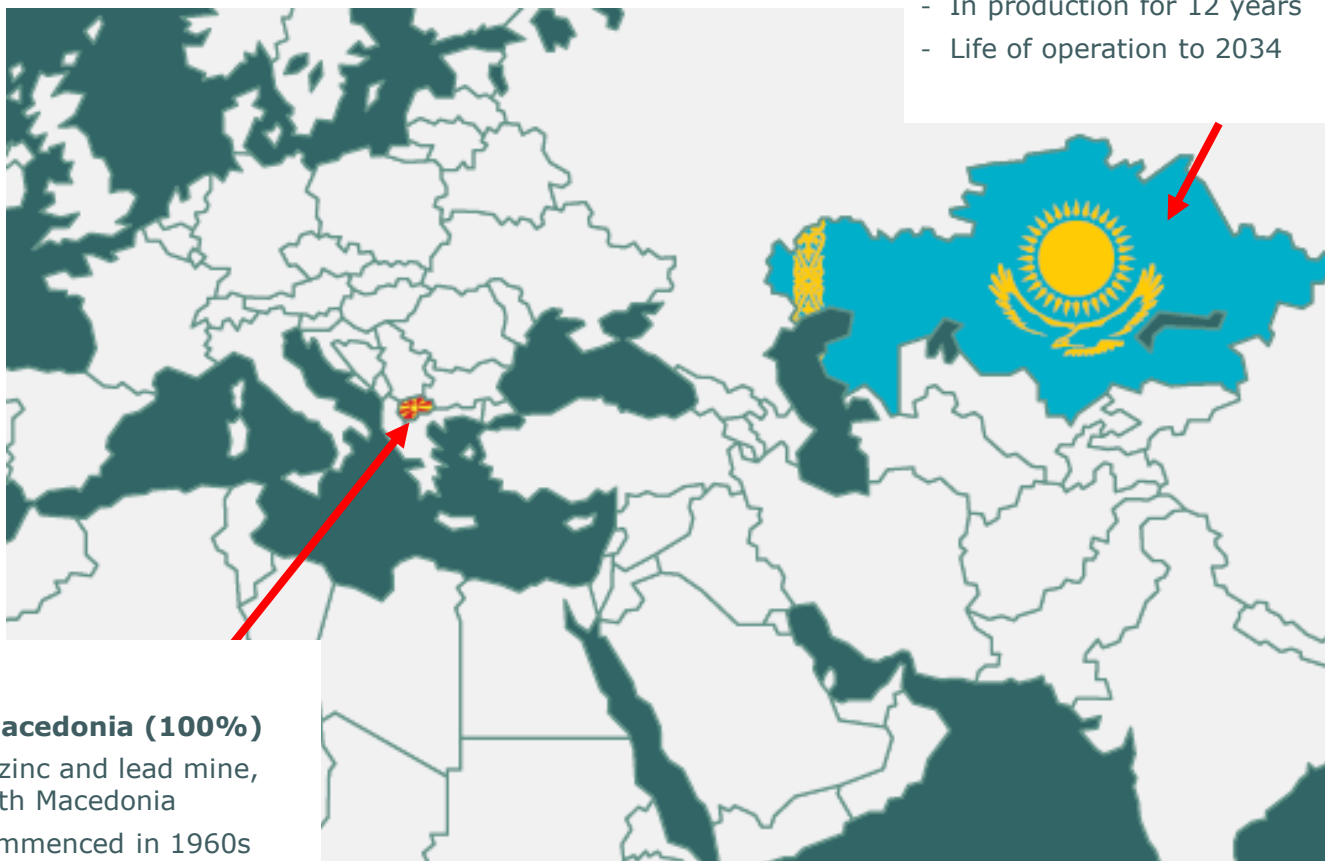 - In production for 12 years
- Life of operation to 2034
acedonia (100%)
zinc and lead mine,
th Macedonia
mmenced in 1960s